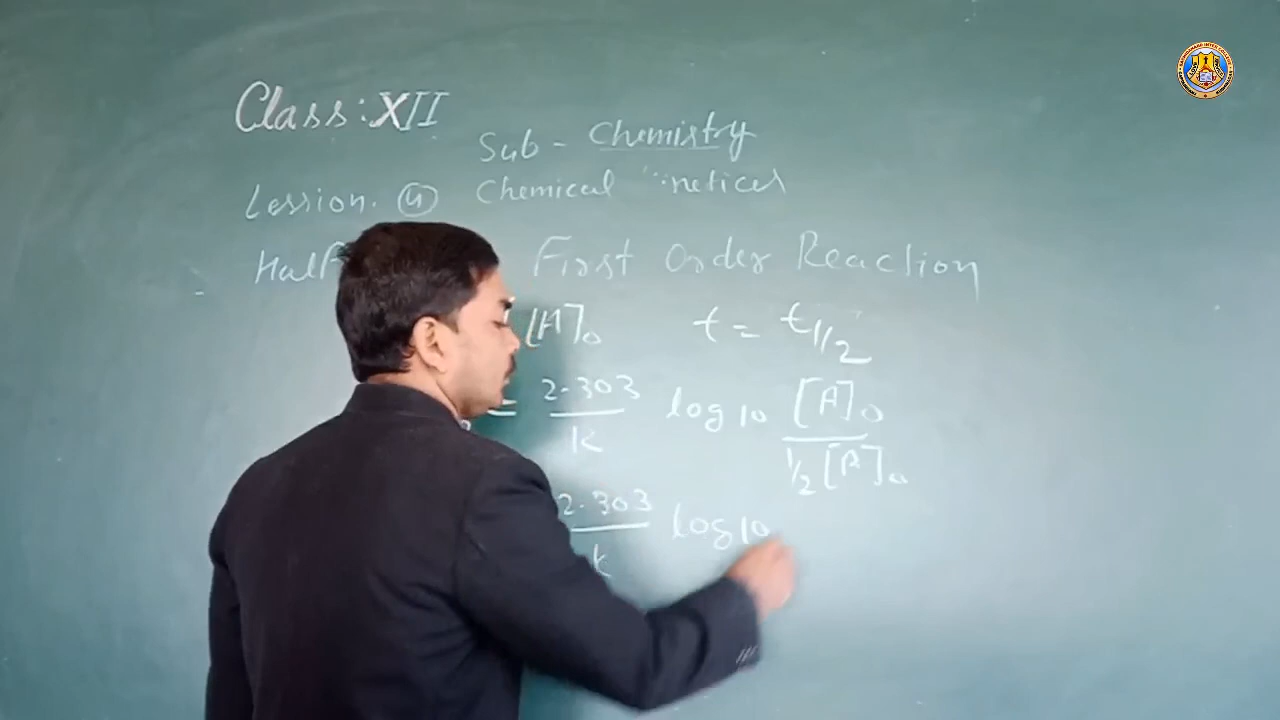 Class: XII
Sub - Chemistry
Lession. ④ Chemical netices
Half First Order Reaction
[A]₀ t = t1/2
= 2.303/K log10 [A]₀ / 1/2 [A]₀
2.303/k log10